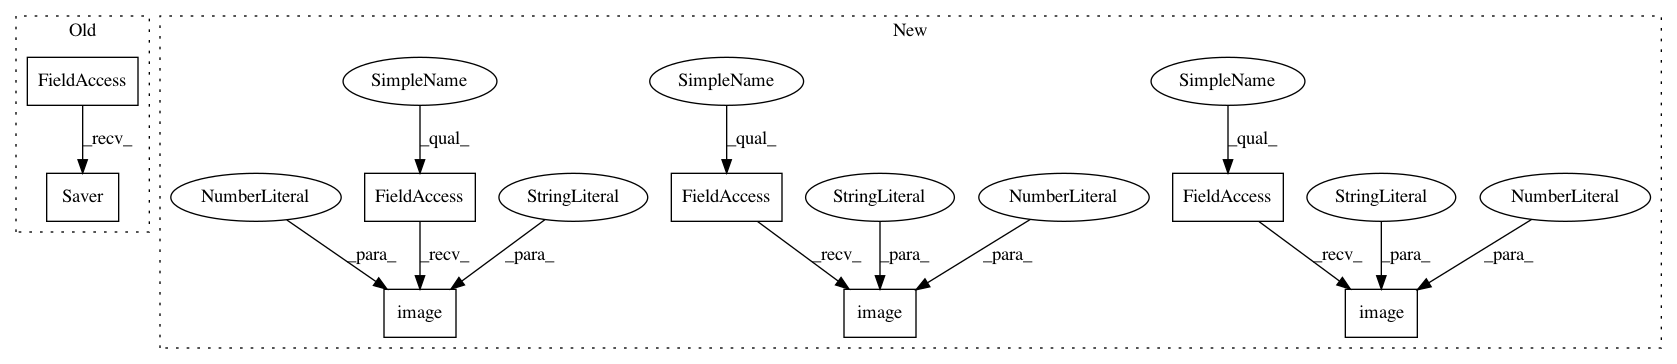 Old
New
FieldAccess
SimpleName
SimpleName
SimpleName
_recv_
_qual_
_qual_
_qual_
Saver
NumberLiteral
FieldAccess
StringLiteral
FieldAccess
StringLiteral
NumberLiteral
FieldAccess
StringLiteral
NumberLiteral
_para_
_recv_
_para_
_recv_
_para_
_para_
_recv_
_para_
_para_
image
image
image